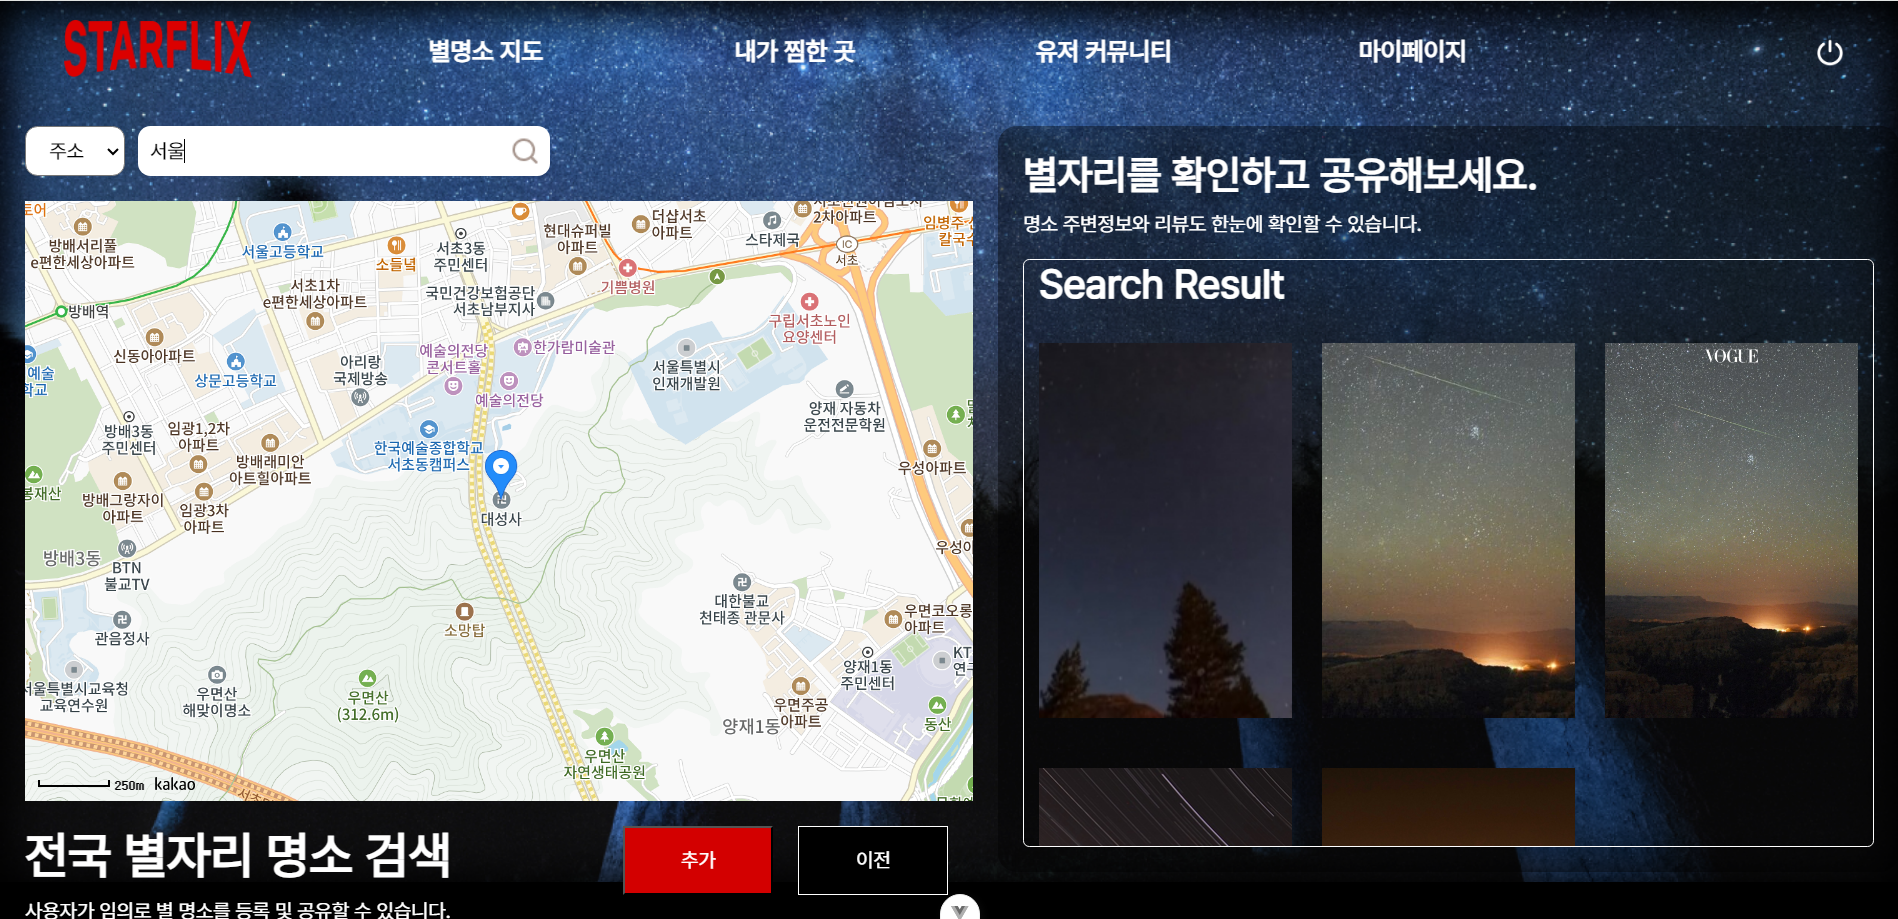 STARFLIX
별명소 지도
내가 찜한 곳
유저 커뮤니티
마이페이지
주소
서울
별자리를 확인하고 공유해보세요.
명소 주변정보와 리뷰도 한눈에 확인할 수 있습니다.
Search Result
VOGUE
토어
방배서리풀
e편한세상아파트
서울고등학교
소들녘
서초3동
주민센터
현대슈퍼빌
아파트
더샵서초
아파트
스타제국
2차아파트
IC
서초
임병주
칼국수
서초1차
e편한세상아파트
국민건강보험공단
서초남부지사
기쁨병원
구립서초노인
요양센터
방배역
신동아아파트
예술
학교
상문고등학교
아리랑
국제방송
예술의전당
콘서트홀
한가람미술관
예술의전당
서울특별시
인재개발원
양재 자동차
운전전문학원
방배3동
주민센터
임광1,2차
아파트
방배래미안
아트힐아파트
한국예술종합학교
서초동캠퍼스
우성아파트
봉재산
방배그랑자이
아파트
임광3차
아파트
대성사
방배3동
BTN
불교TV
관음정사
소망탑
대한불교
천태종 관문사
우면코오롱
아파트
양재1동
주민센터
KT
서울특별시교육청
교육연수원
우면산
해맞이명소
우면산
(312.6m)
우면주공
아파트
양재1동
동산
우면산
자연생태공원
250m
kakao
전국 별자리 명소 검색
추가
이전
사용자가 임의로 별 명소를 등록 및 공유할 수 있습니다.